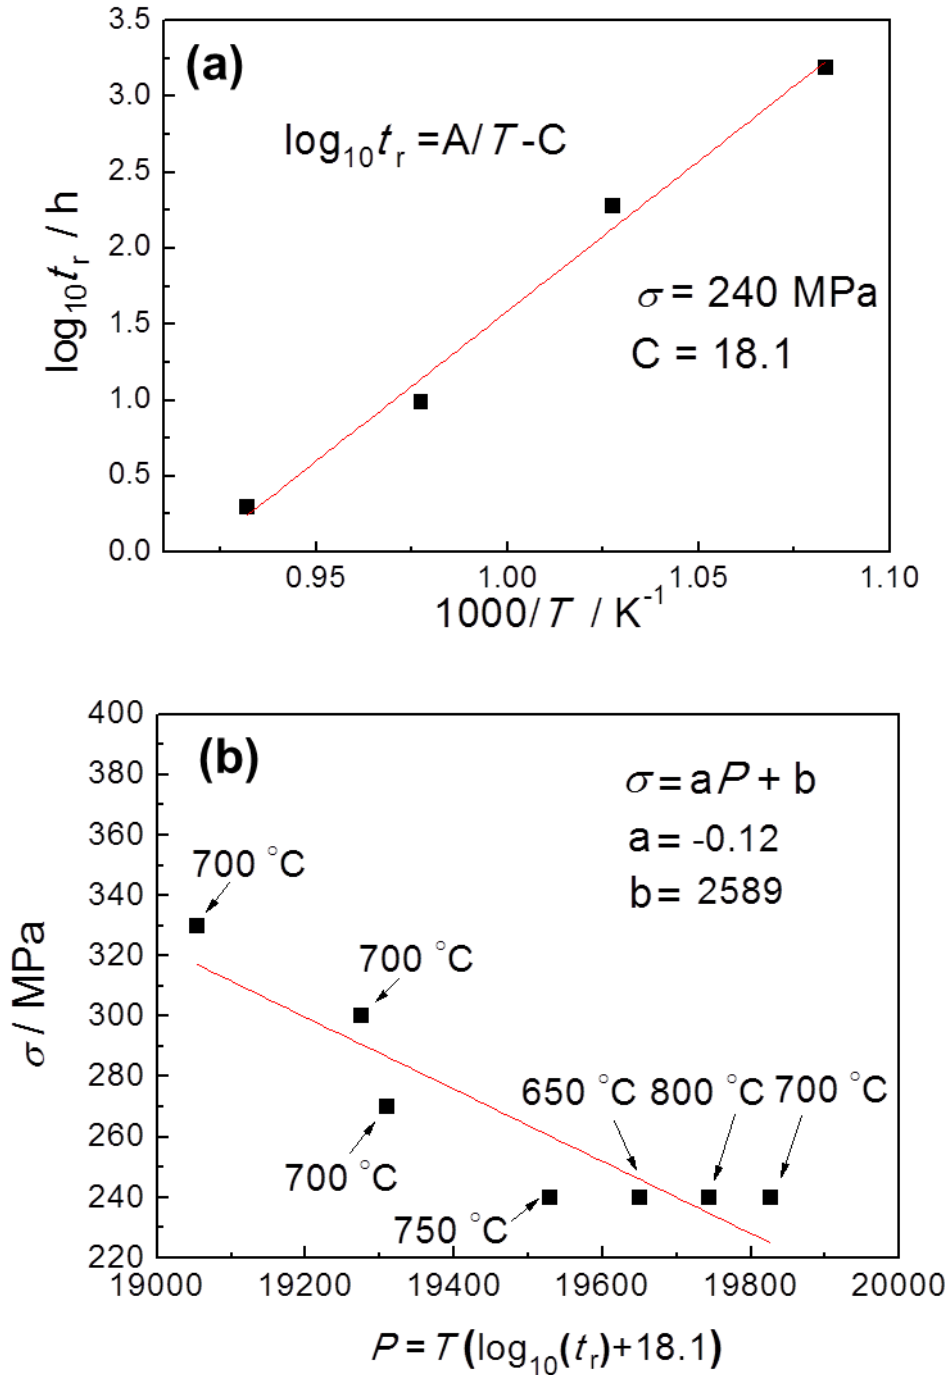 (a)
log₁₀tᵣ =A/T-C
σ = 240 MPa
C = 18.1
log₁₀tᵣ / h
3.5
3.0
2.5
2.0
1.5
1.0
0.5
0.0
0.95
1.00
1.05
1.10
1000/T / K⁻¹
(b)
σ = aP + b
a = -0.12
b = 2589
σ / MPa
400
380
360
340
320
300
280
260
240
220
700 °C
700 °C
700 °C
750 °C
650 °C
800 °C
700 °C
19000
19200
19400
19600
19800
20000
P = T (log₁₀(tᵣ)+18.1)